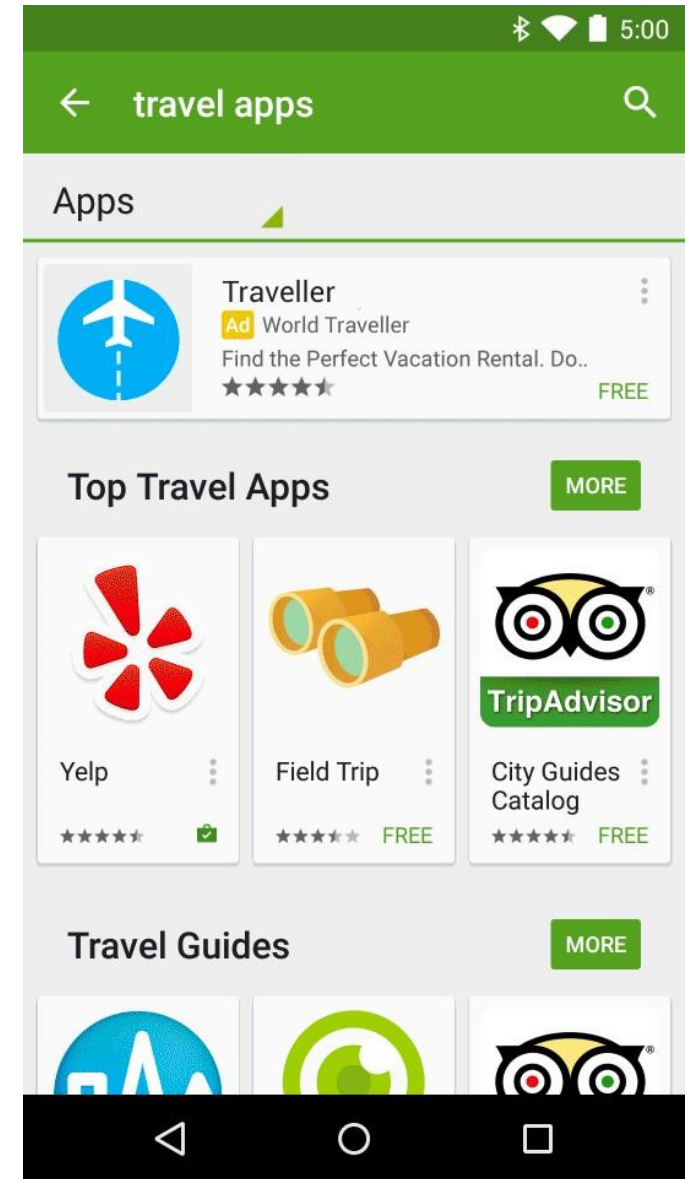 5:00
travel apps
Apps
Traveller
Ad World Traveller
Find the Perfect Vacation Rental. Do..
FREE
Top Travel Apps
MORE
TripAdvisor
®
Yelp
Field Trip
FREE
City Guides
Catalog
FREE
Travel Guides
MORE
®